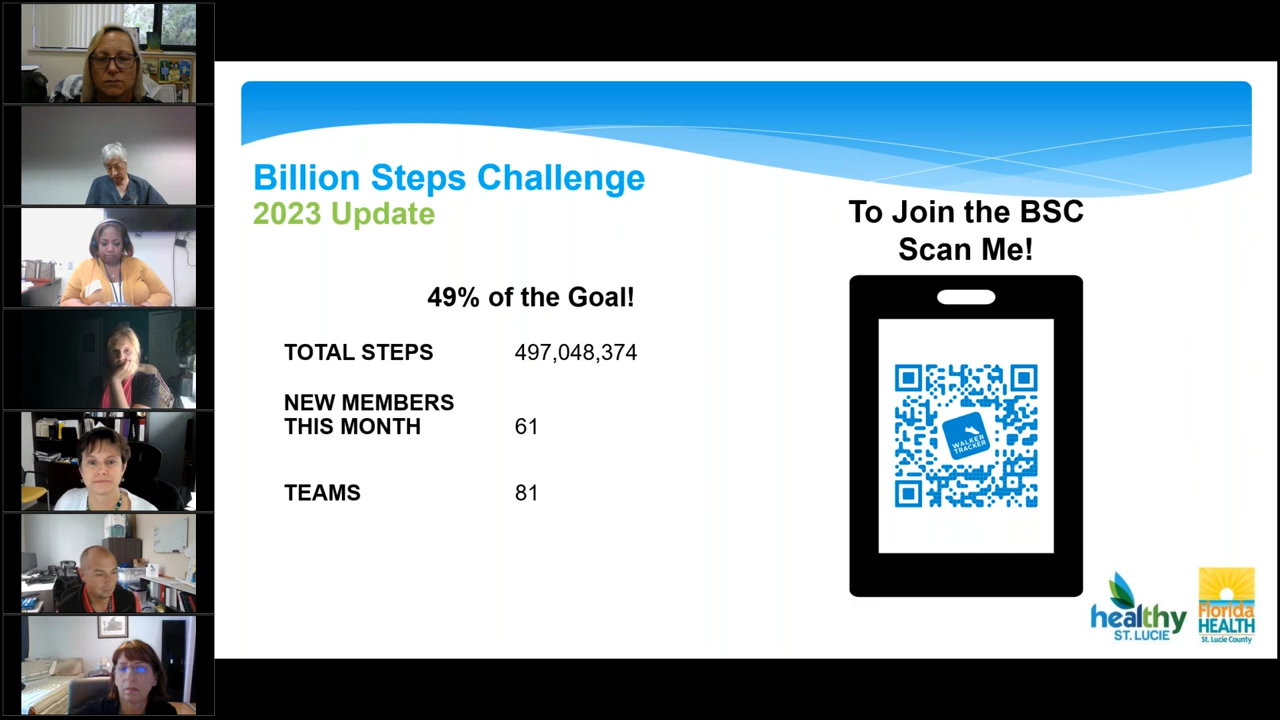 Billion Steps Challenge
2023 Update
49% of the Goal!
TOTAL STEPS 497,048,374
NEW MEMBERS
THIS MONTH 61
TEAMS 81
To Join the BSC
Scan Me!
WALKER
TRACKER
healthy
ST. LUCIE
Florida
HEALTH
St. Lucie County